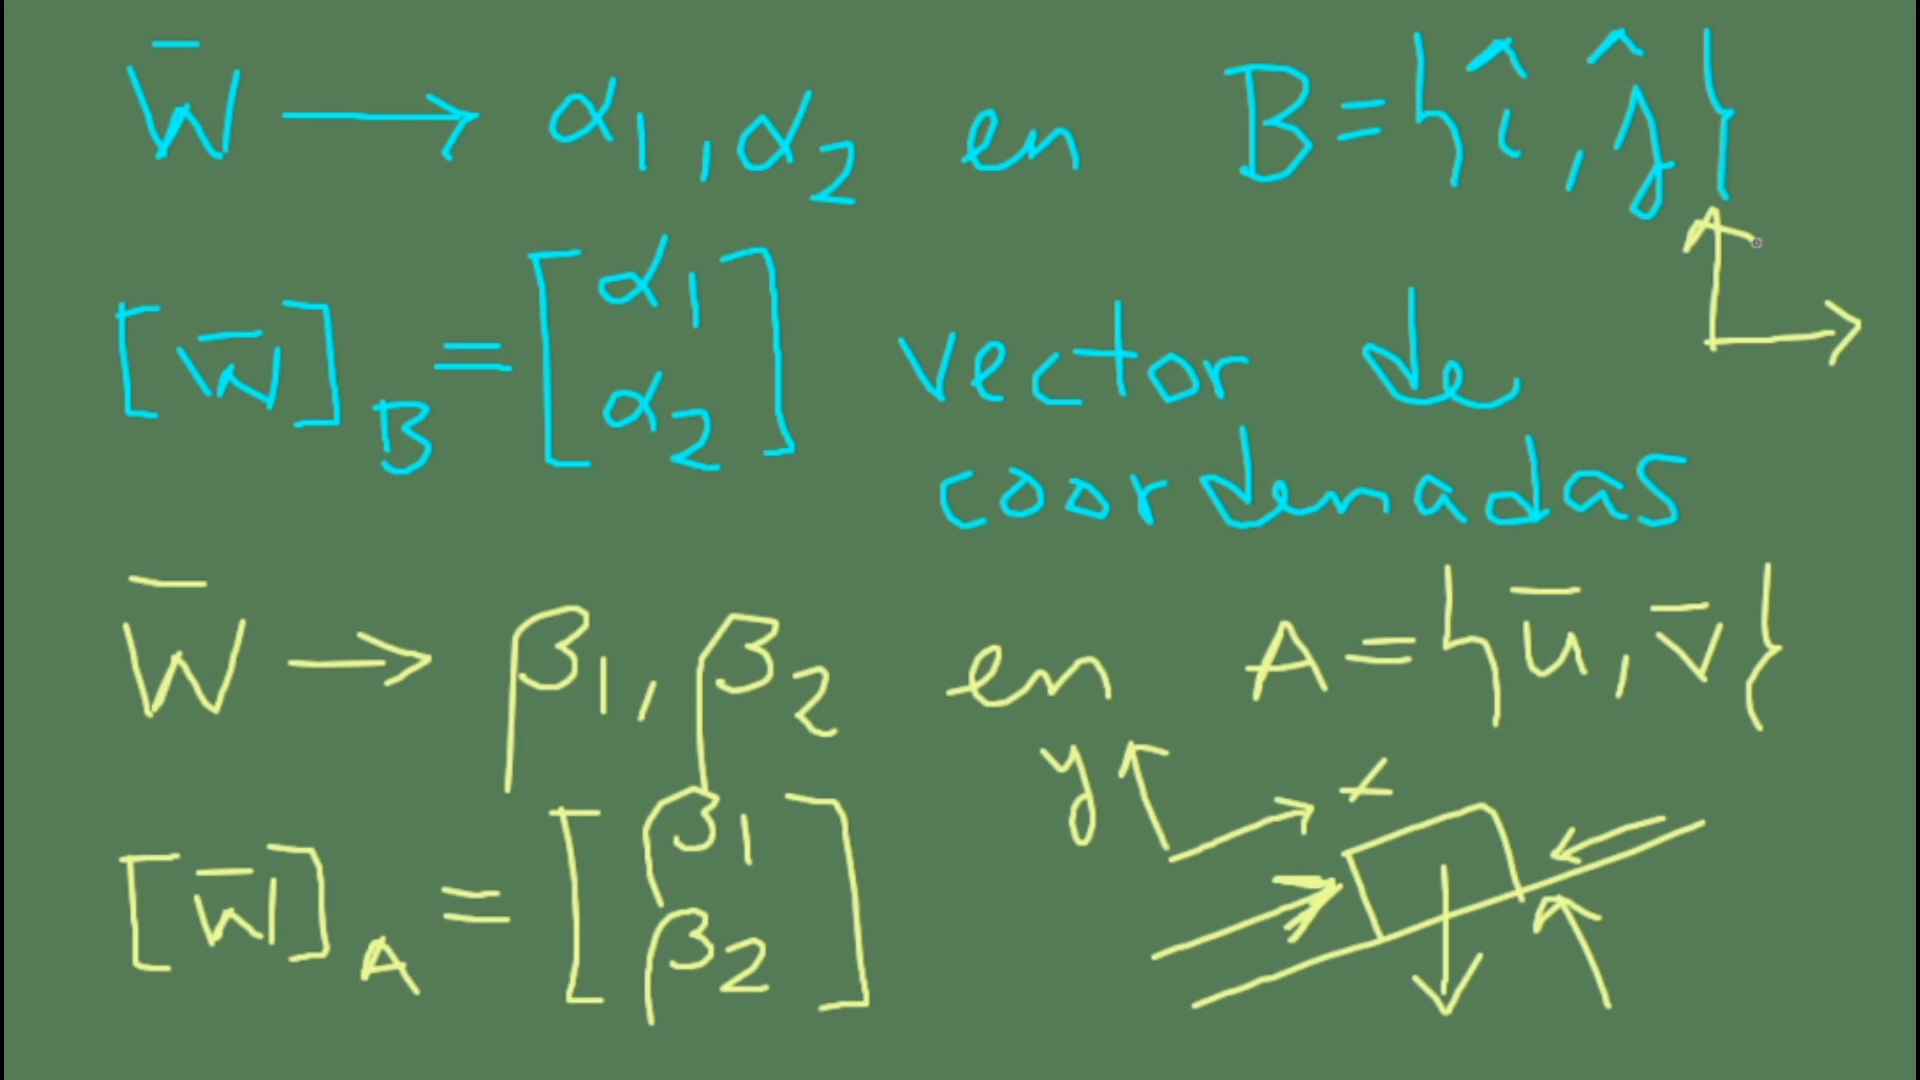 w̄ → α₁, α₂ en B = {î, ĵ}
[w̄]_B = [α₁ α₂] vector de
coordenadas
w̄ → β₁, β₂ en A = {ū, v̄}
y x
[w̄]_A = [β₁ β₂]